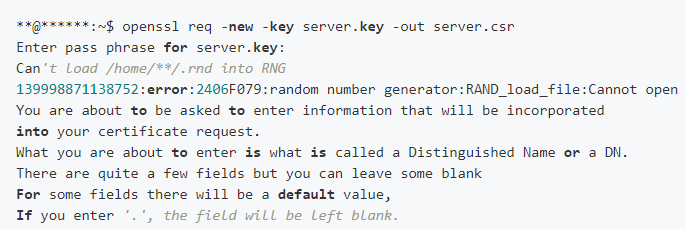 **@******:~$ openssl req -new -key server.key -out server.csr
Enter pass phrase for server.key:
Can't load /home/**/.rnd into RNG
139998871138752:error:2406F079:random number generator:RAND_load_file:Cannot open
You are about to be asked to enter information that will be incorporated
into your certificate request.
What you are about to enter is what is called a Distinguished Name or a DN.
There are quite a few fields but you can leave some blank
For some fields there will be a default value,
If you enter '.', the field will be left blank.